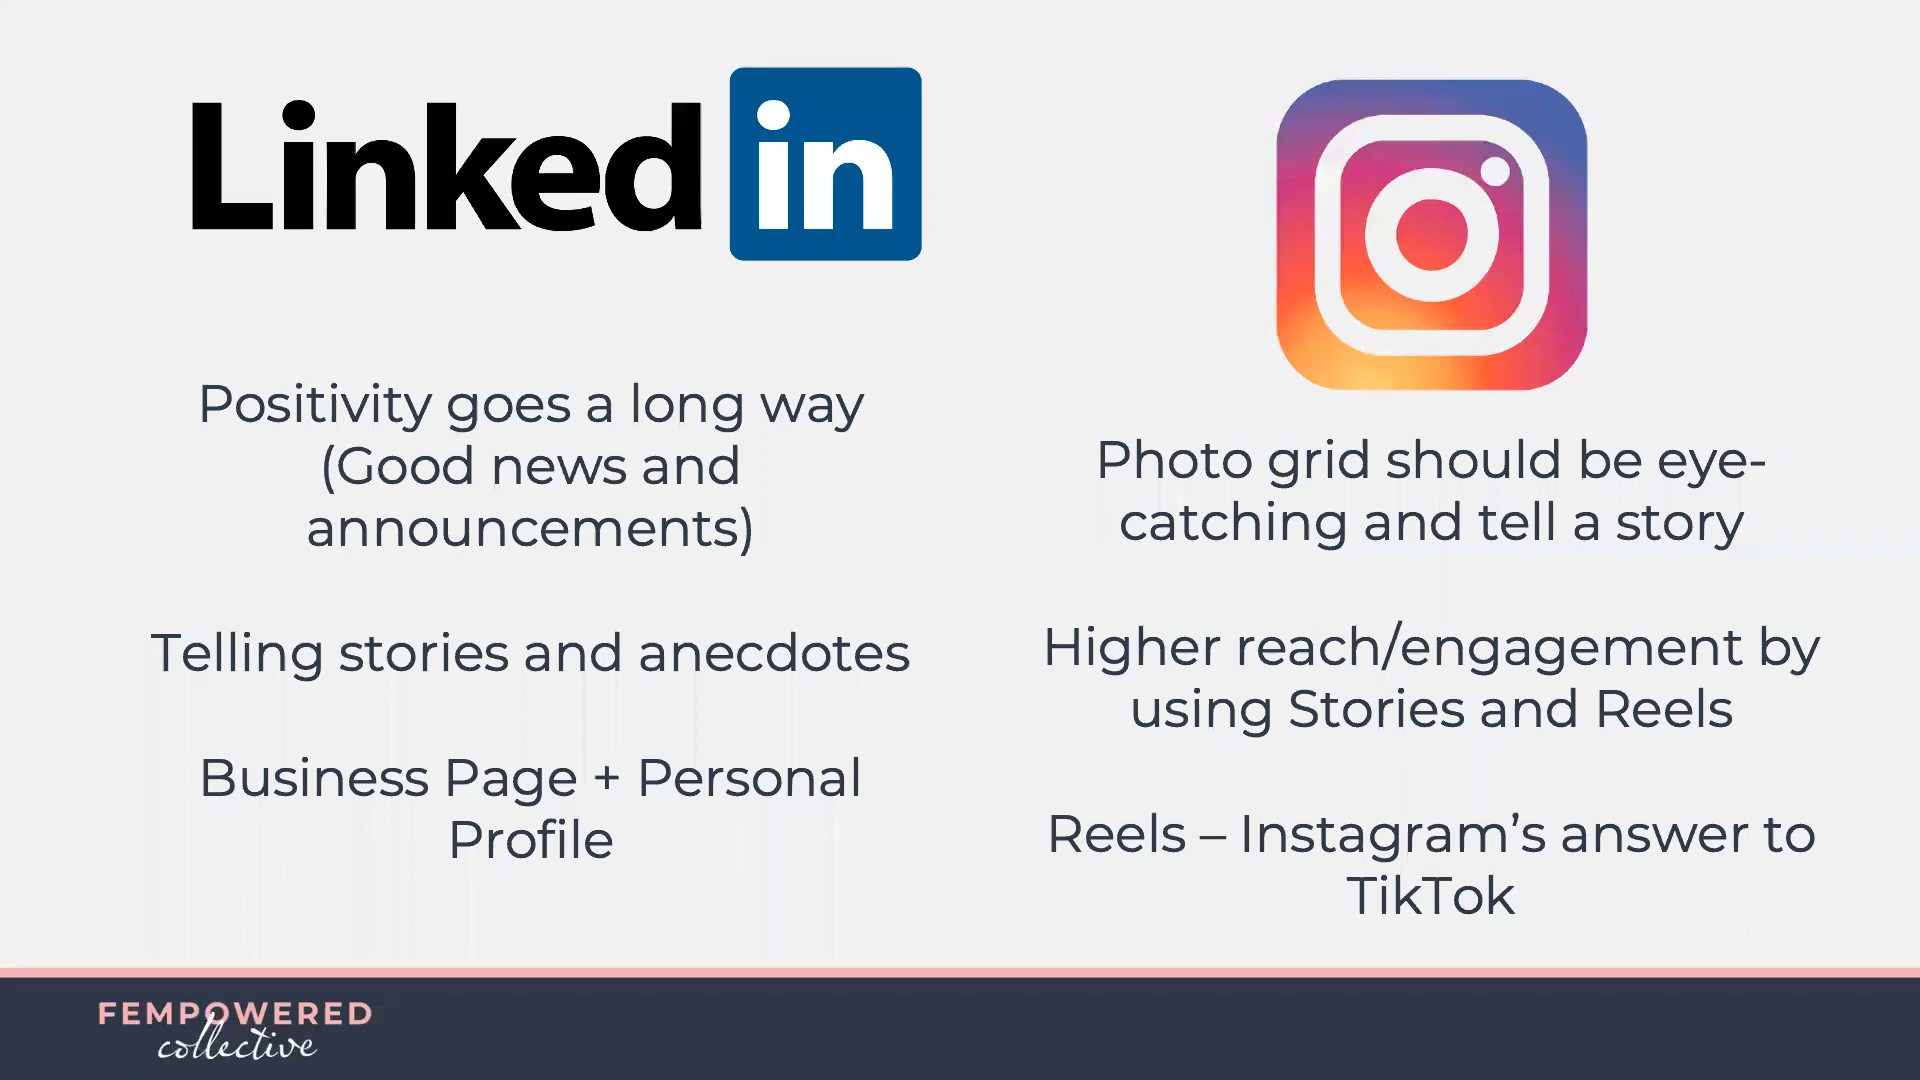 Linked in
Positivity goes a long way
(Good news and
announcements)
Telling stories and anecdotes
Business Page + Personal
Profile
Photo grid should be eye-
catching and tell a story
Higher reach/engagement by
using Stories and Reels
Reels – Instagram’s answer to
TikTok
FEMPOWERED
collective